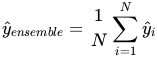 ŷ_ensemble = 1/N ∑_{i=1}^{N} ŷ_i